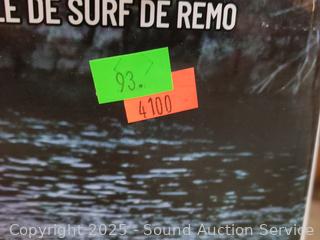 LE DE SURF DE REMO
93.
4100
Copyright 2025 - Sound Auction Service